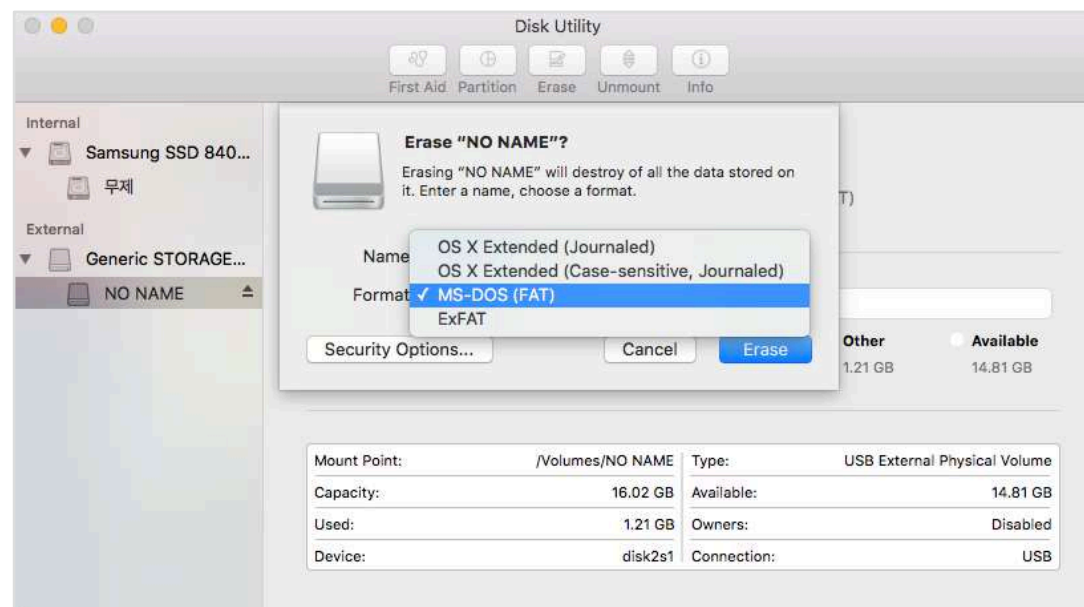 Disk Utility
First Aid Partition Erase Unmount Info
Internal
Samsung SSD 840...
무제
External
Generic STORAGE...
NO NAME
Erase “NO NAME”?
Erasing “NO NAME” will destroy of all the data stored on
it. Enter a name, choose a format.
T)
Name
OS X Extended (Journaled)
OS X Extended (Case-sensitive, Journaled)
Format ✓ MS-DOS (FAT)
ExFAT
Security Options... Cancel Erase
Other Available
1.21 GB 14.81 GB
Mount Point: /Volumes/NO NAME Type: USB External Physical Volume
Capacity: 16.02 GB Available: 14.81 GB
Used: 1.21 GB Owners: Disabled
Device: disk2s1 Connection: USB